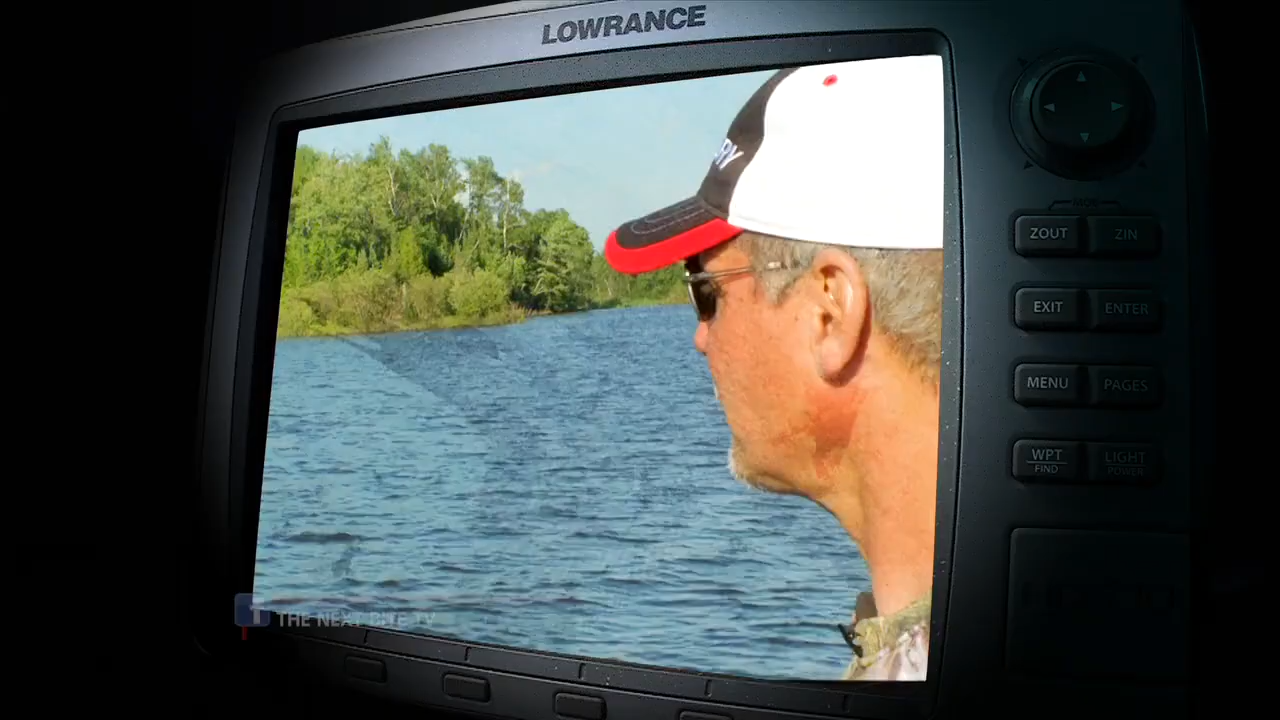 LOWRANCE
ZOUT ZIN
EXIT ENTER
MENU PAGES
WPT LIGHT
FIND POWER
THE NEXT BITE TV